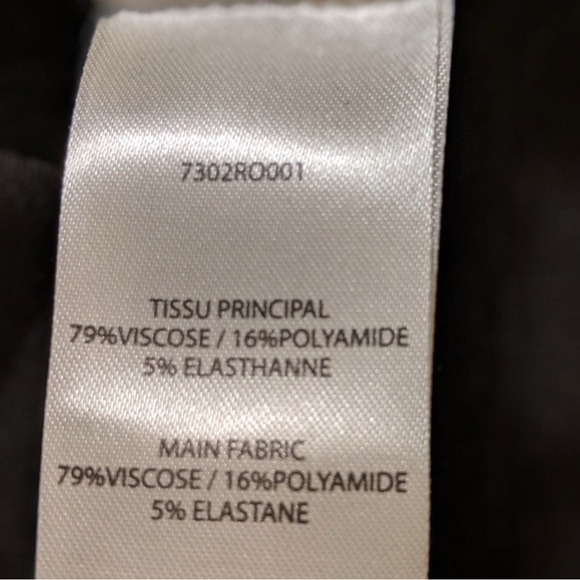 7302RO001
TISSU PRINCIPAL
79%VISCOSE / 16%POLYAMIDE
5% ELASTHANNE
MAIN FABRIC
79%VISCOSE / 16%POLYAMIDE
5% ELASTANE